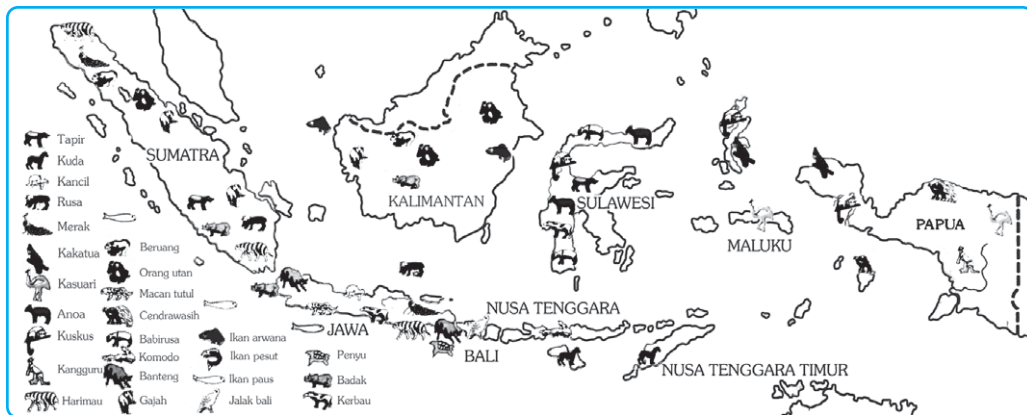 SUMATRA
KALIMANTAN
SULAWESI
MALUKU
PAPUA
JAWA
BALI
NUSA TENGGARA
NUSA TENGGARA TIMUR
Tapir
Kuda
Kancil
Rusa
Merak
Kakatua
Kasuari
Anoa
Kuskus
Kangguru
Harimau
Beruang
Orang utan
Macan tutul
Cendrawasih
Babirusa
Komodo
Banteng
Gajah
Ikan arwana
Ikan pesut
Ikan paus
Jalak bali
Penyu
Badak
Kerbau